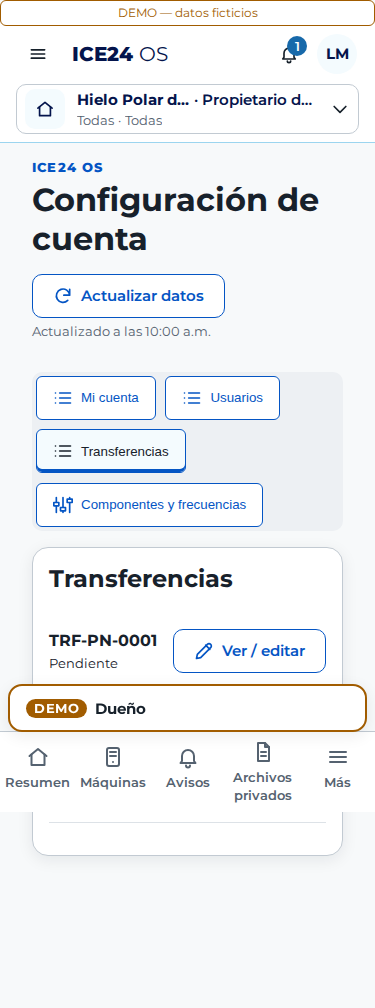 DEMO — datos ficticios
ICE24 OS
1
LM
Hielo Polar d... · Propietario d...
Todas · Todas
ICE24 OS
Configuración de
cuenta
Actualizar datos
Actualizado a las 10:00 a.m.
Mi cuenta
Usuarios
Transferencias
Componentes y frecuencias
Transferencias
TRF-PN-0001
Pendiente
Ver / editar
DEMO Dueño
Resumen
Máquinas
Avisos
Archivos
privados
Más